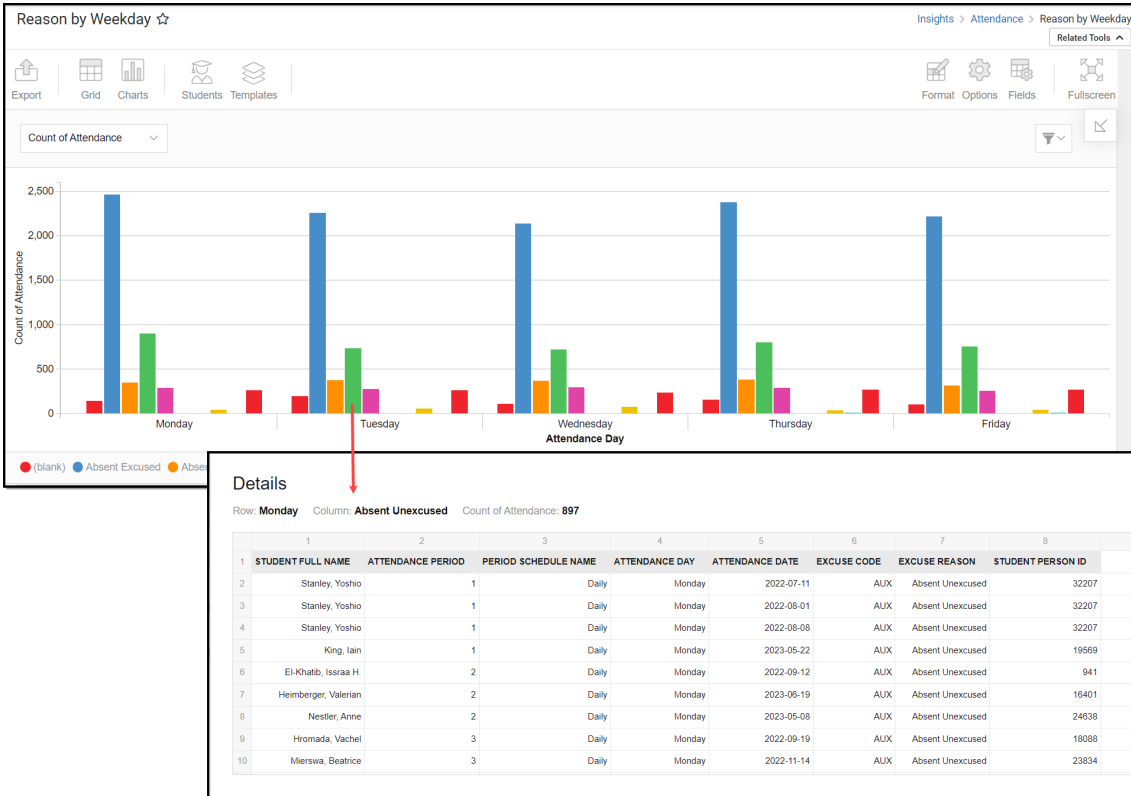 Reason by Weekday
Insights > Attendance > Reason by Weekday
Related Tools
Export Grid Charts Students Templates Format Options Fields Fullscreen
Count of Attendance
2,500
2,000
1,500
1,000
500
0
Count of Attendance
Monday Tuesday Wednesday Thursday Friday
Attendance Day
(blank) Absent Excused
Details
Row: Monday Column: Absent Unexcused Count of Attendance: 897
1 2 3 4 5 6 7 8
1 STUDENT FULL NAME ATTENDANCE PERIOD PERIOD SCHEDULE NAME ATTENDANCE DAY ATTENDANCE DATE EXCUSE CODE EXCUSE REASON STUDENT PERSON ID
2 Stanley, Yoshio 1 Daily Monday 2022-07-11 AUX Absent Unexcused 32207
3 Stanley, Yoshio 1 Daily Monday 2022-08-01 AUX Absent Unexcused 32207
4 Stanley, Yoshio 1 Daily Monday 2022-08-08 AUX Absent Unexcused 32207
5 King, Iain 1 Daily Monday 2023-05-22 AUX Absent Unexcused 19569
6 El-Khatib, Issraa H. 2 Daily Monday 2022-09-12 AUX Absent Unexcused 941
7 Heimberger, Valerian 2 Daily Monday 2023-06-19 AUX Absent Unexcused 16401
8 Nestler, Anne 2 Daily Monday 2023-05-08 AUX Absent Unexcused 24638
9 Hromada, Vachel 3 Daily Monday 2022-09-19 AUX Absent Unexcused 18088
10 Mierswa, Beatrice 3 Daily Monday 2022-11-14 AUX Absent Unexcused 23834